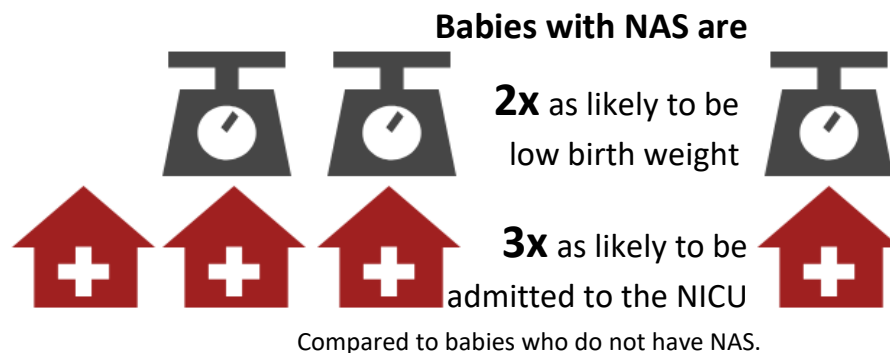 Babies with NAS are
2x as likely to be
low birth weight
3x as likely to be
admitted to the NICU
Compared to babies who do not have NAS.